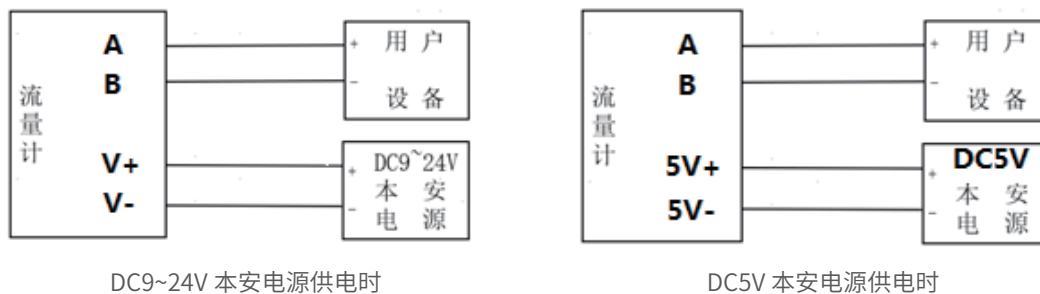 流量计
A
B
V+
V-
+ 用户
- 设备
DC9~24V
+ 本安
- 电源
DC9~24V 本安电源供电时
流量计
A
B
5V+
5V-
+ 用户
- 设备
DC5V
+ 本安
- 电源
DC5V 本安电源供电时